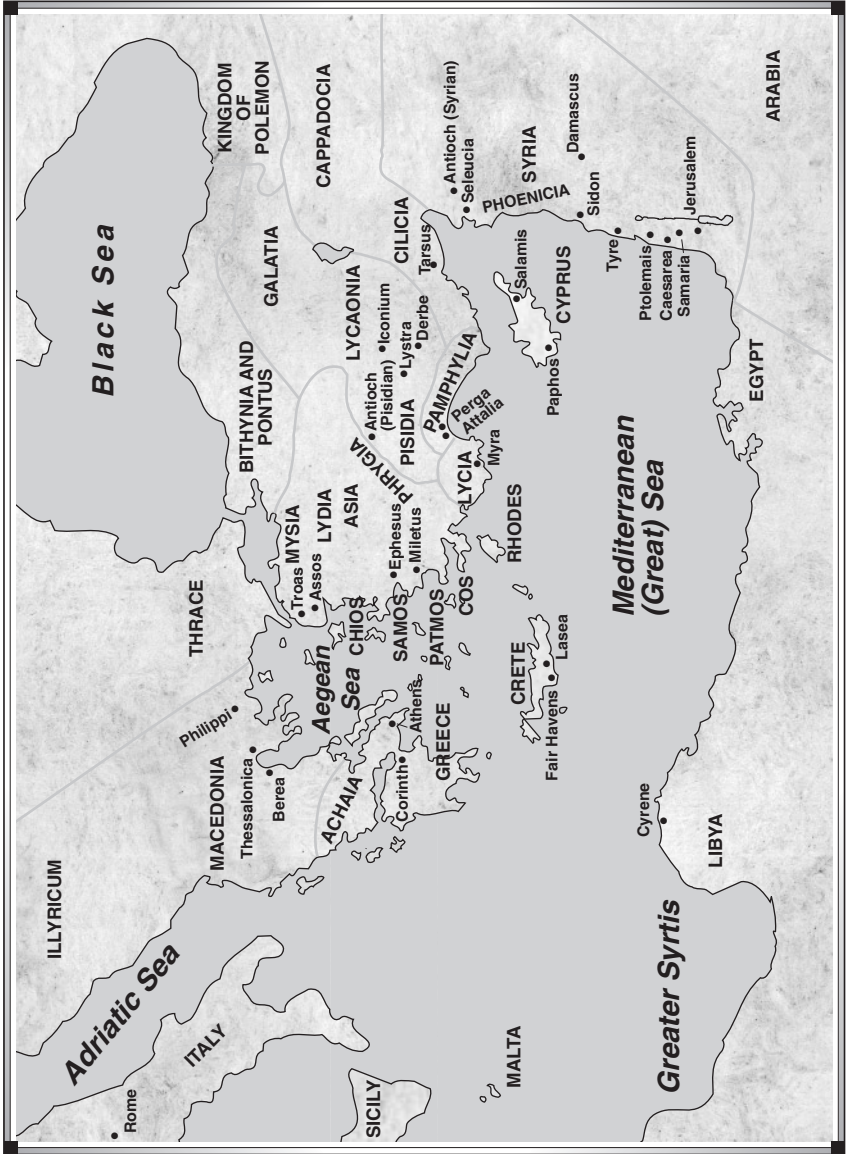 Black Sea
KINGDOM
OF
POLEMON
CAPPADOCIA
ARABIA
Antioch (Syrian)
Seleucia
SYRIA
Damascus
PHOENICIA
Sidon
Jerusalem
GALATIA
CILICIA
Tarsus
Tyre
Ptolemais
Caesarea
Samaria
Salamis
CYPRUS
Paphos
LYCAONIA
Iconium
Lystra
Derbe
BITHYNIA AND
PONTUS
Antioch
(Pisidian)
PISIDIA
PAMPHYLIA
Perga
Attalia
EGYPT
PHRYGIA
LYCIA
Myra
MYSIA
LYDIA
ASIA
Ephesus
Miletus
RHODES
Mediterranean
(Great) Sea
THRACE
Troas
Assos
CHIOS
SAMOS
PATMOS
COS
Aegean
Sea
CRETE
Lasea
Fair Havens
Philippi
Athens
GREECE
MACEDONIA
Thessalonica
Berea
ACHAIA
Corinth
Cyrene
LIBYA
ILLYRICUM
Adriatic Sea
Greater Syrtis
ITALY
MALTA
Rome
SICILY